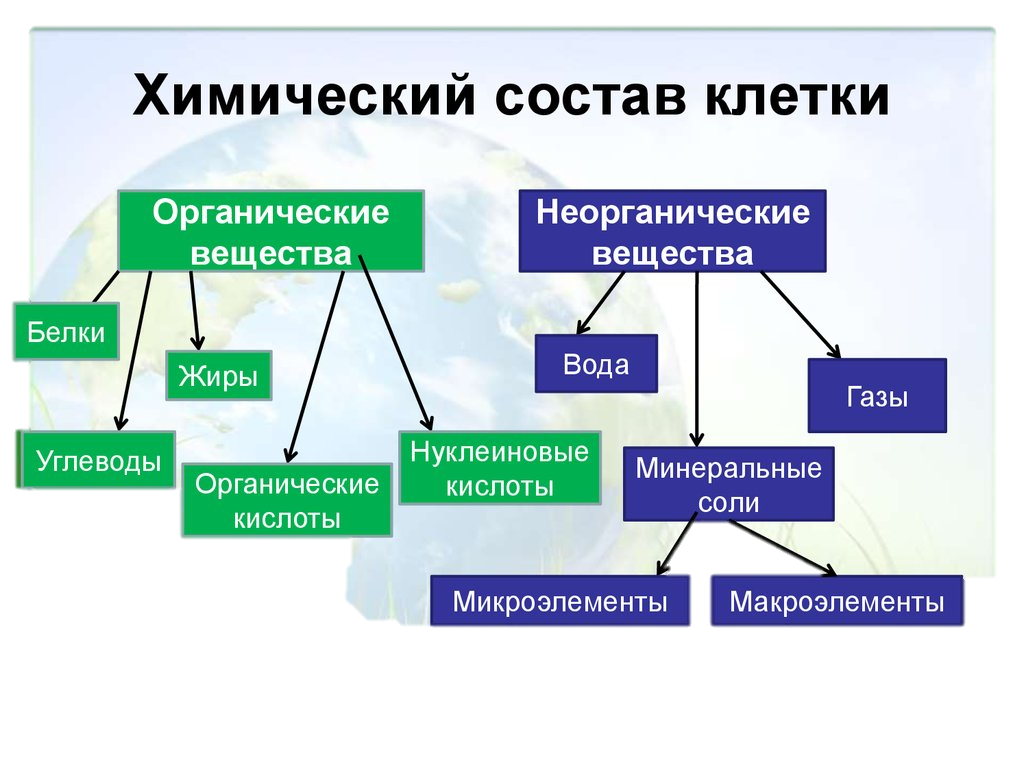 Химический состав клетки
Органические
вещества
Неорганические
вещества
Белки
Жиры
Вода
Газы
Углеводы
Органические
кислоты
Нуклеиновые
кислоты
Минеральные
соли
Микроэлементы
Макроэлементы